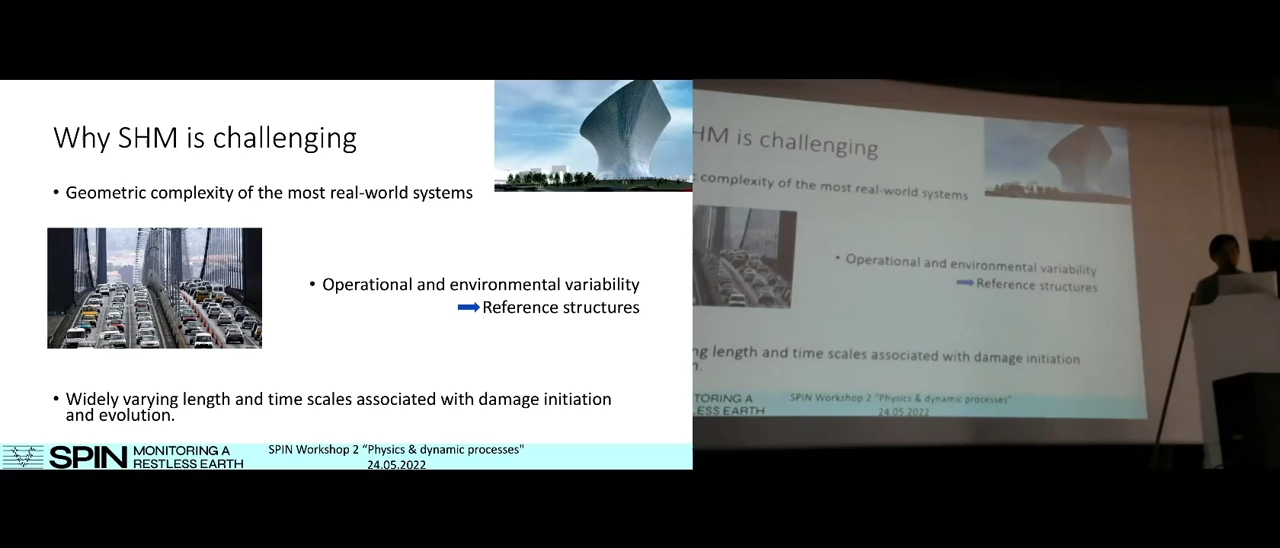 Why SHM is challenging
• Geometric complexity of the most real-world systems
• Operational and environmental variability
Reference structures
• Widely varying length and time scales associated with damage initiation
and evolution.
SPIN MONITORING A
RESTLESS EARTH
SPIN Workshop 2 “Physics & dynamic processes"
24.05.2022
HM is challenging
complexity of the most real-world systems
• Operational and environmental variability
Reference structures
ng length and time scales associated with damage initiation
n.
TORING A
LESS EARTH
SPIN Workshop 2 "Physics & dynamic processes"
24.05.2022